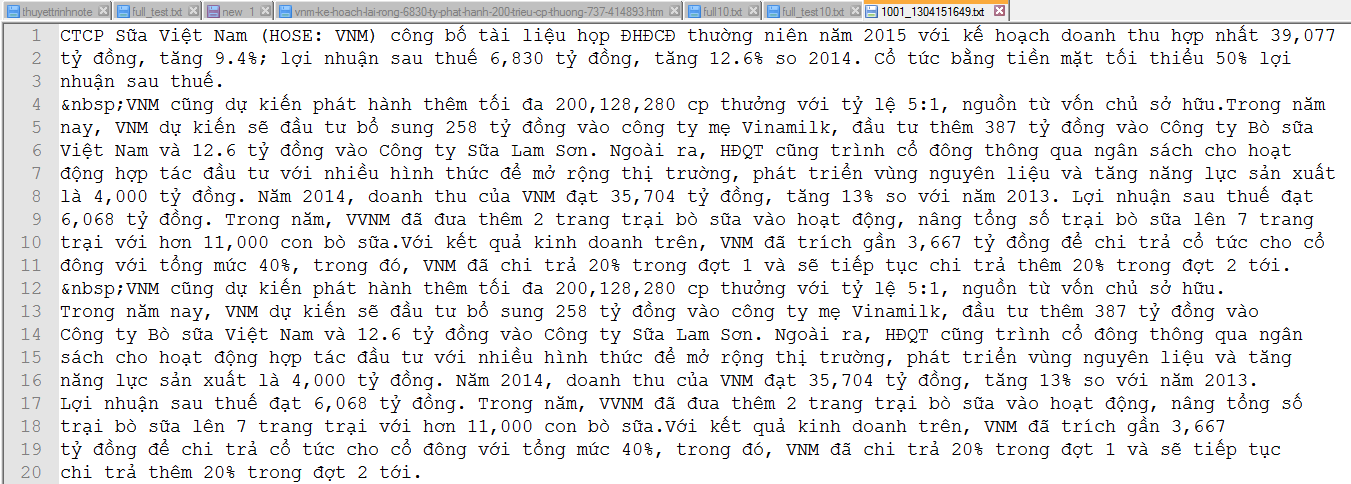 thuyettrinhnote full_test.txt new 1 vnm-ke-hoach-lai-rong-6830-ty-phat-hanh-200-trieu-cp-thuong-737-414893.htm full10.txt full_test10.txt 1001_1304151649.txt
1 CTCP Sữa Việt Nam (HOSE: VNM) công bố tài liệu họp ĐHĐCĐ thường niên năm 2015 với kế hoạch doanh thu hợp nhất 39,077
2 tỷ đồng, tăng 9.4%; lợi nhuận sau thuế 6,830 tỷ đồng, tăng 12.6% so 2014. Cổ tức bằng tiền mặt tối thiểu 50% lợi
3 nhuận sau thuế.
4 &nbsp;VNM cũng dự kiến phát hành thêm tối đa 200,128,280 cp thưởng với tỷ lệ 5:1, nguồn từ vốn chủ sở hữu.Trong năm
5 nay, VNM dự kiến sẽ đầu tư bổ sung 258 tỷ đồng vào công ty mẹ Vinamilk, đầu tư thêm 387 tỷ đồng vào Công ty Bò sữa
6 Việt Nam và 12.6 tỷ đồng vào Công ty Sữa Lam Sơn. Ngoài ra, HĐQT cũng trình cổ đông thông qua ngân sách cho hoạt
7 động hợp tác đầu tư với nhiều hình thức để mở rộng thị trường, phát triển vùng nguyên liệu và tăng năng lực sản xuất
8 là 4,000 tỷ đồng. Năm 2014, doanh thu của VNM đạt 35,704 tỷ đồng, tăng 13% so với năm 2013. Lợi nhuận sau thuế đạt
9 6,068 tỷ đồng. Trong năm, VVNM đã đưa thêm 2 trang trại bò sữa vào hoạt động, nâng tổng số trại bò sữa lên 7 trang
10 trại với hơn 11,000 con bò sữa.Với kết quả kinh doanh trên, VNM đã trích gần 3,667 tỷ đồng để chi trả cổ tức cho cổ
11 đông với tổng mức 40%, trong đó, VNM đã chi trả 20% trong đợt 1 và sẽ tiếp tục chi trả thêm 20% trong đợt 2 tới.
12 &nbsp;VNM cũng dự kiến phát hành thêm tối đa 200,128,280 cp thưởng với tỷ lệ 5:1, nguồn từ vốn chủ sở hữu.
13 Trong năm nay, VNM dự kiến sẽ đầu tư bổ sung 258 tỷ đồng vào công ty mẹ Vinamilk, đầu tư thêm 387 tỷ đồng vào
14 Công ty Bò sữa Việt Nam và 12.6 tỷ đồng vào Công ty Sữa Lam Sơn. Ngoài ra, HĐQT cũng trình cổ đông thông qua ngân
15 sách cho hoạt động hợp tác đầu tư với nhiều hình thức để mở rộng thị trường, phát triển vùng nguyên liệu và tăng
16 năng lực sản xuất là 4,000 tỷ đồng. Năm 2014, doanh thu của VNM đạt 35,704 tỷ đồng, tăng 13% so với năm 2013.
17 Lợi nhuận sau thuế đạt 6,068 tỷ đồng. Trong năm, VVNM đã đưa thêm 2 trang trại bò sữa vào hoạt động, nâng tổng số
18 trại bò sữa lên 7 trang trại với hơn 11,000 con bò sữa.Với kết quả kinh doanh trên, VNM đã trích gần 3,667
19 tỷ đồng để chi trả cổ tức cho cổ đông với tổng mức 40%, trong đó, VNM đã chi trả 20% trong đợt 1 và sẽ tiếp tục
20 chi trả thêm 20% trong đợt 2 tới.